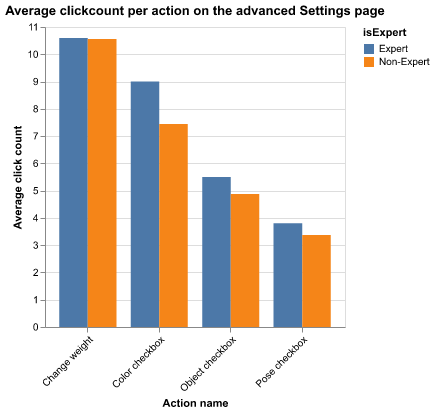 Average clickcount per action on the advanced Settings page
isExpert
Expert
Non-Expert
Average click count
11
10
9
8
7
6
5
4
3
2
1
0
Change weight
Color checkbox
Object checkbox
Pose checkbox
Action name